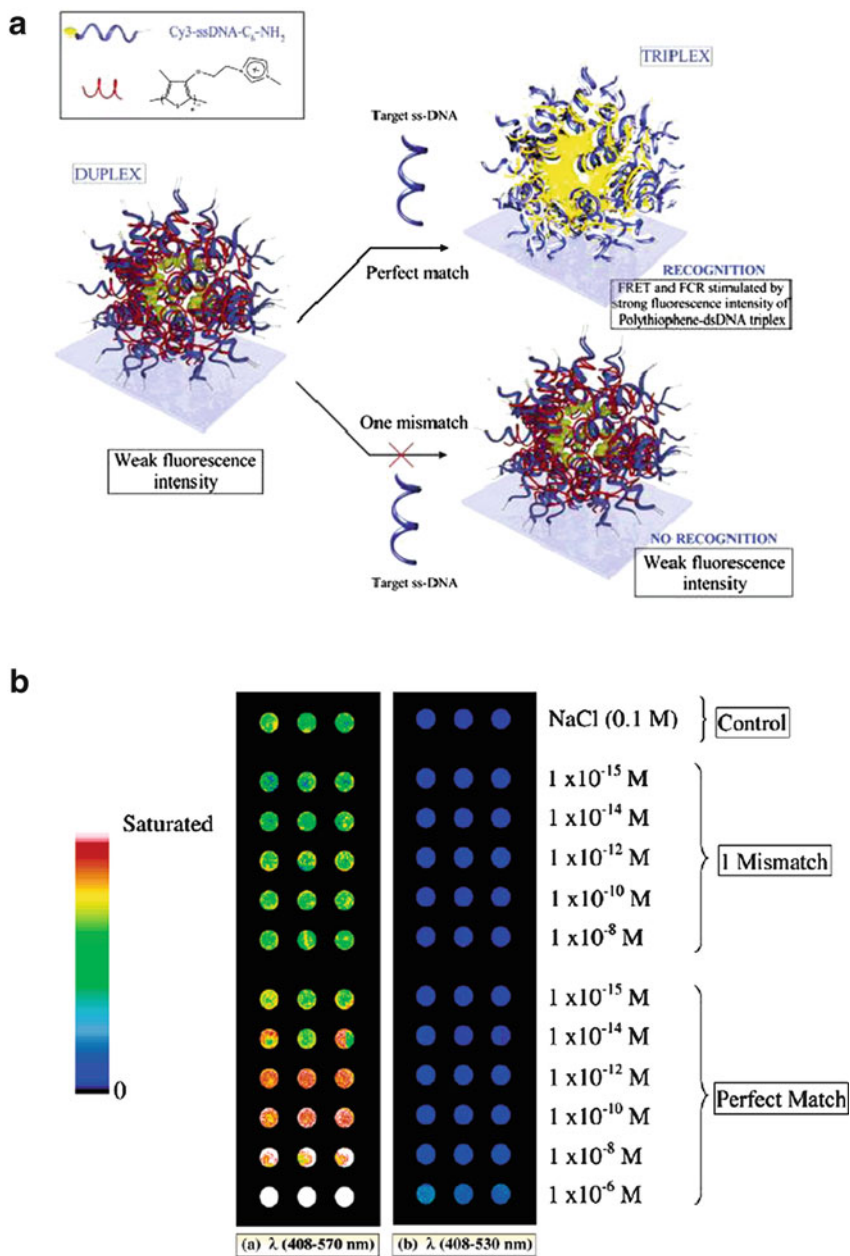 a
Cy3-ssDNA-C6-NH2
TRIPLEX
Target ss-DNA
DUPLEX
Perfect match
RECOGNITION
FRET and FCR stimulated by
strong fluorescence intensity of
Polythiophene-dsDNA triplex
One mismatch
Weak fluorescence
intensity
Target ss-DNA
NO RECOGNITION
Weak fluorescence
intensity
b
Saturated
0
NaCl (0.1 M)
Control
1 x10-15 M
1 x10-14 M
1 x10-12 M
1 x10-10 M
1 x10-8 M
1 Mismatch
1 x10-15 M
1 x10-14 M
1 x10-12 M
1 x10-10 M
1 x10-8 M
1 x10-6 M
Perfect Match
(a) λ (408-570 nm)
(b) λ (408-530 nm)